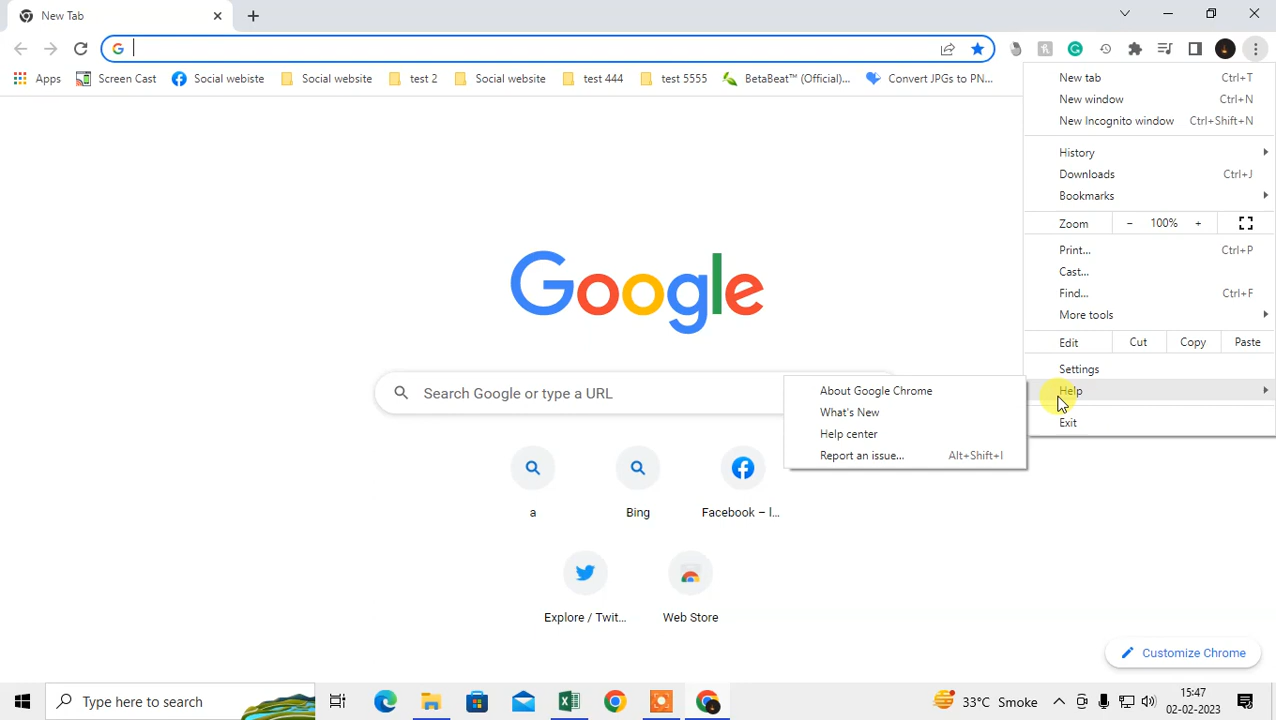 New Tab
Apps Screen Cast Social webiste Social website test 2 Social website test 444 test 5555 BetaBeat™ (Official)... Convert JPGs to PN...
New tab Ctrl+T
New window Ctrl+N
New Incognito window Ctrl+Shift+N
History
Downloads Ctrl+J
Bookmarks
Zoom − 100% +
Print... Ctrl+P
Cast...
Find... Ctrl+F
More tools
Edit Cut Copy Paste
Settings
Help
Exit
About Google Chrome
What's New
Help center
Report an issue... Alt+Shift+I
Google
Search Google or type a URL
a Bing Facebook – l...
Explore / Twit... Web Store
Customize Chrome
Type here to search
33°C Smoke
15:47
02-02-2023